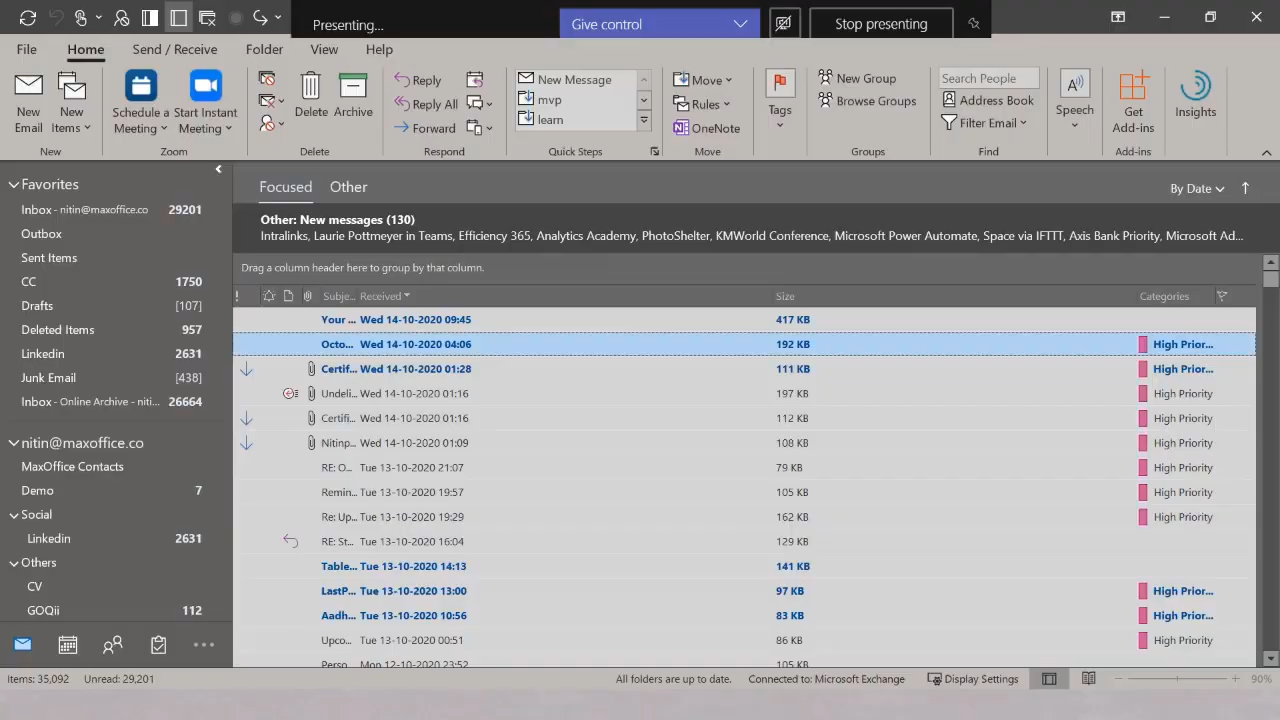 Presenting...
Give control
Stop presenting
File Home Send / Receive Folder View Help
New Email
New Items
New
Schedule a Meeting
Start Instant Meeting
Zoom
Delete
Archive
Delete
Reply
Reply All
Forward
Respond
New Message
mvp
learn
Quick Steps
Move
Rules
OneNote
Move
Tags
New Group
Browse Groups
Groups
Search People
Address Book
Filter Email
Find
Speech
Get Add-ins
Add-ins
Insights
Favorites
Inbox - nitin@maxoffice.co 29201
Outbox
Sent Items
CC 1750
Drafts [107]
Deleted Items 957
Linkedin 2631
Junk Email [438]
Inbox - Online Archive - niti... 26664
nitin@maxoffice.co
MaxOffice Contacts
Demo 7
Social
Linkedin 2631
Others
CV
GOQii 112
Focused Other
By Date
Other: New messages (130)
Intralinks, Laurie Pottmeyer in Teams, Efficiency 365, Analytics Academy, PhotoShelter, KMWorld Conference, Microsoft Power Automate, Space via IFTTT, Axis Bank Priority, Microsoft Ad...
Drag a column header here to group by that column.
! Subje... Received Size Categories
Your ... Wed 14-10-2020 09:45 417 KB
Octo... Wed 14-10-2020 04:06 192 KB High Prior...
Certif... Wed 14-10-2020 01:28 111 KB High Prior...
Undeli... Wed 14-10-2020 01:16 197 KB High Priority
Certifi... Wed 14-10-2020 01:16 112 KB High Priority
Nitinp... Wed 14-10-2020 01:09 108 KB High Priority
RE: O... Tue 13-10-2020 21:07 79 KB High Priority
Remin... Tue 13-10-2020 19:57 105 KB High Priority
Re: Up... Tue 13-10-2020 19:29 162 KB High Priority
RE: St... Tue 13-10-2020 16:04 129 KB
Table... Tue 13-10-2020 14:13 141 KB
LastP... Tue 13-10-2020 13:00 97 KB High Prior...
Aadh... Tue 13-10-2020 10:56 83 KB High Prior...
Upco... Tue 13-10-2020 00:51 86 KB High Priority
Perso... Mon 12-10-2020 23:52 105 KB
Items: 35,092 Unread: 29,201 All folders are up to date. Connected to: Microsoft Exchange Display Settings 90%